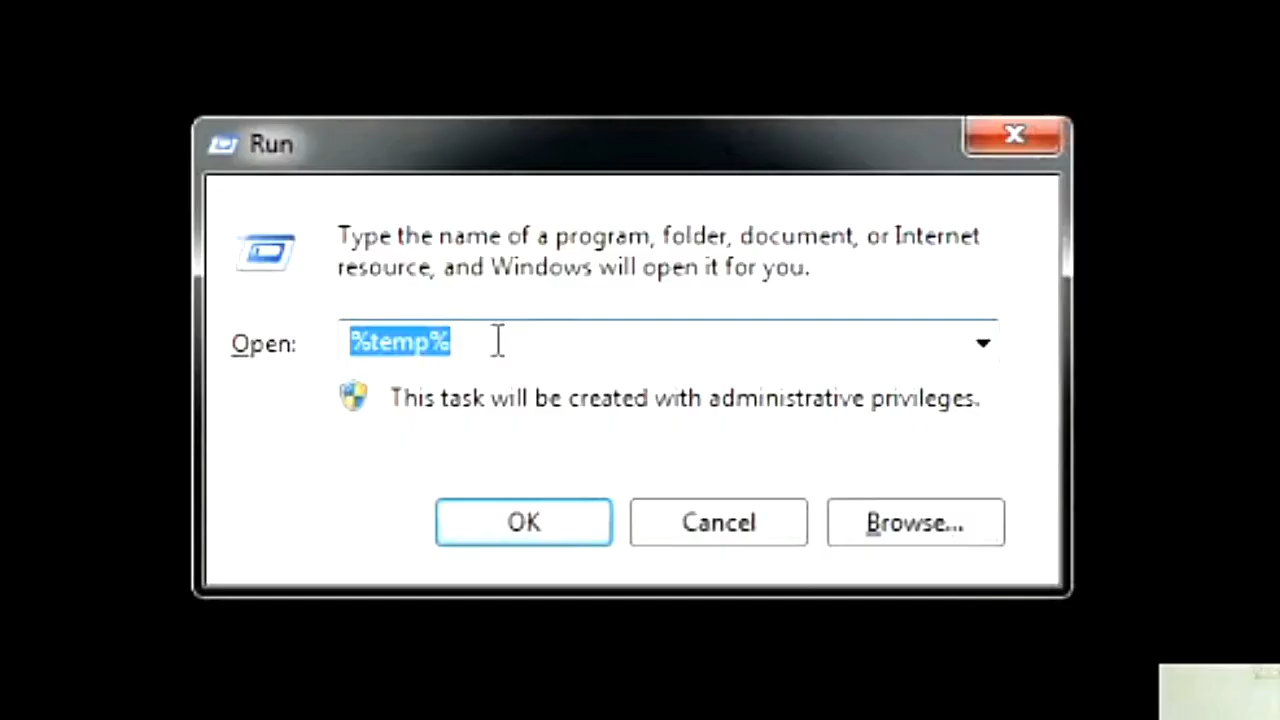 Run
Type the name of a program, folder, document, or Internet
resource, and Windows will open it for you.
Open: %temp%
This task will be created with administrative privileges.
OK Cancel Browse...